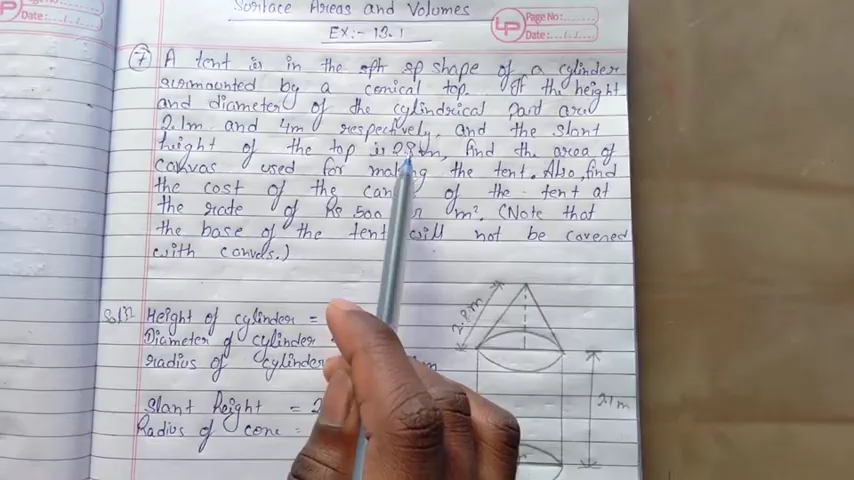 Surface Areas and Volumes
Ex:- 13.1
LP
Page No:
Date:
Date:
7 A tent is in the sph sp shape of a cylinder
surmounted by a conical top. If the height
and diameter of the cylindrical part are
2.1m and 4m respectively, and the slant
height of the top is 2.8m, find the area of
canvas used for making the tent. Also, find
the cost of the can of the tent at
the rate of Rs 500 m². (Note that
the base of the tent will not be covered
with canvas.)
Height of cylinder =
Diameter of cylinder
radius of cylinder m
Slant height = 2
Radius of cone =
2.8m
2.1m